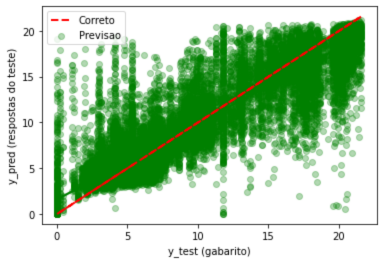 Correto
Previsao
20
15
10
5
0
y_pred (respostas do teste)
0 5 10 15 20
y_test (gabarito)